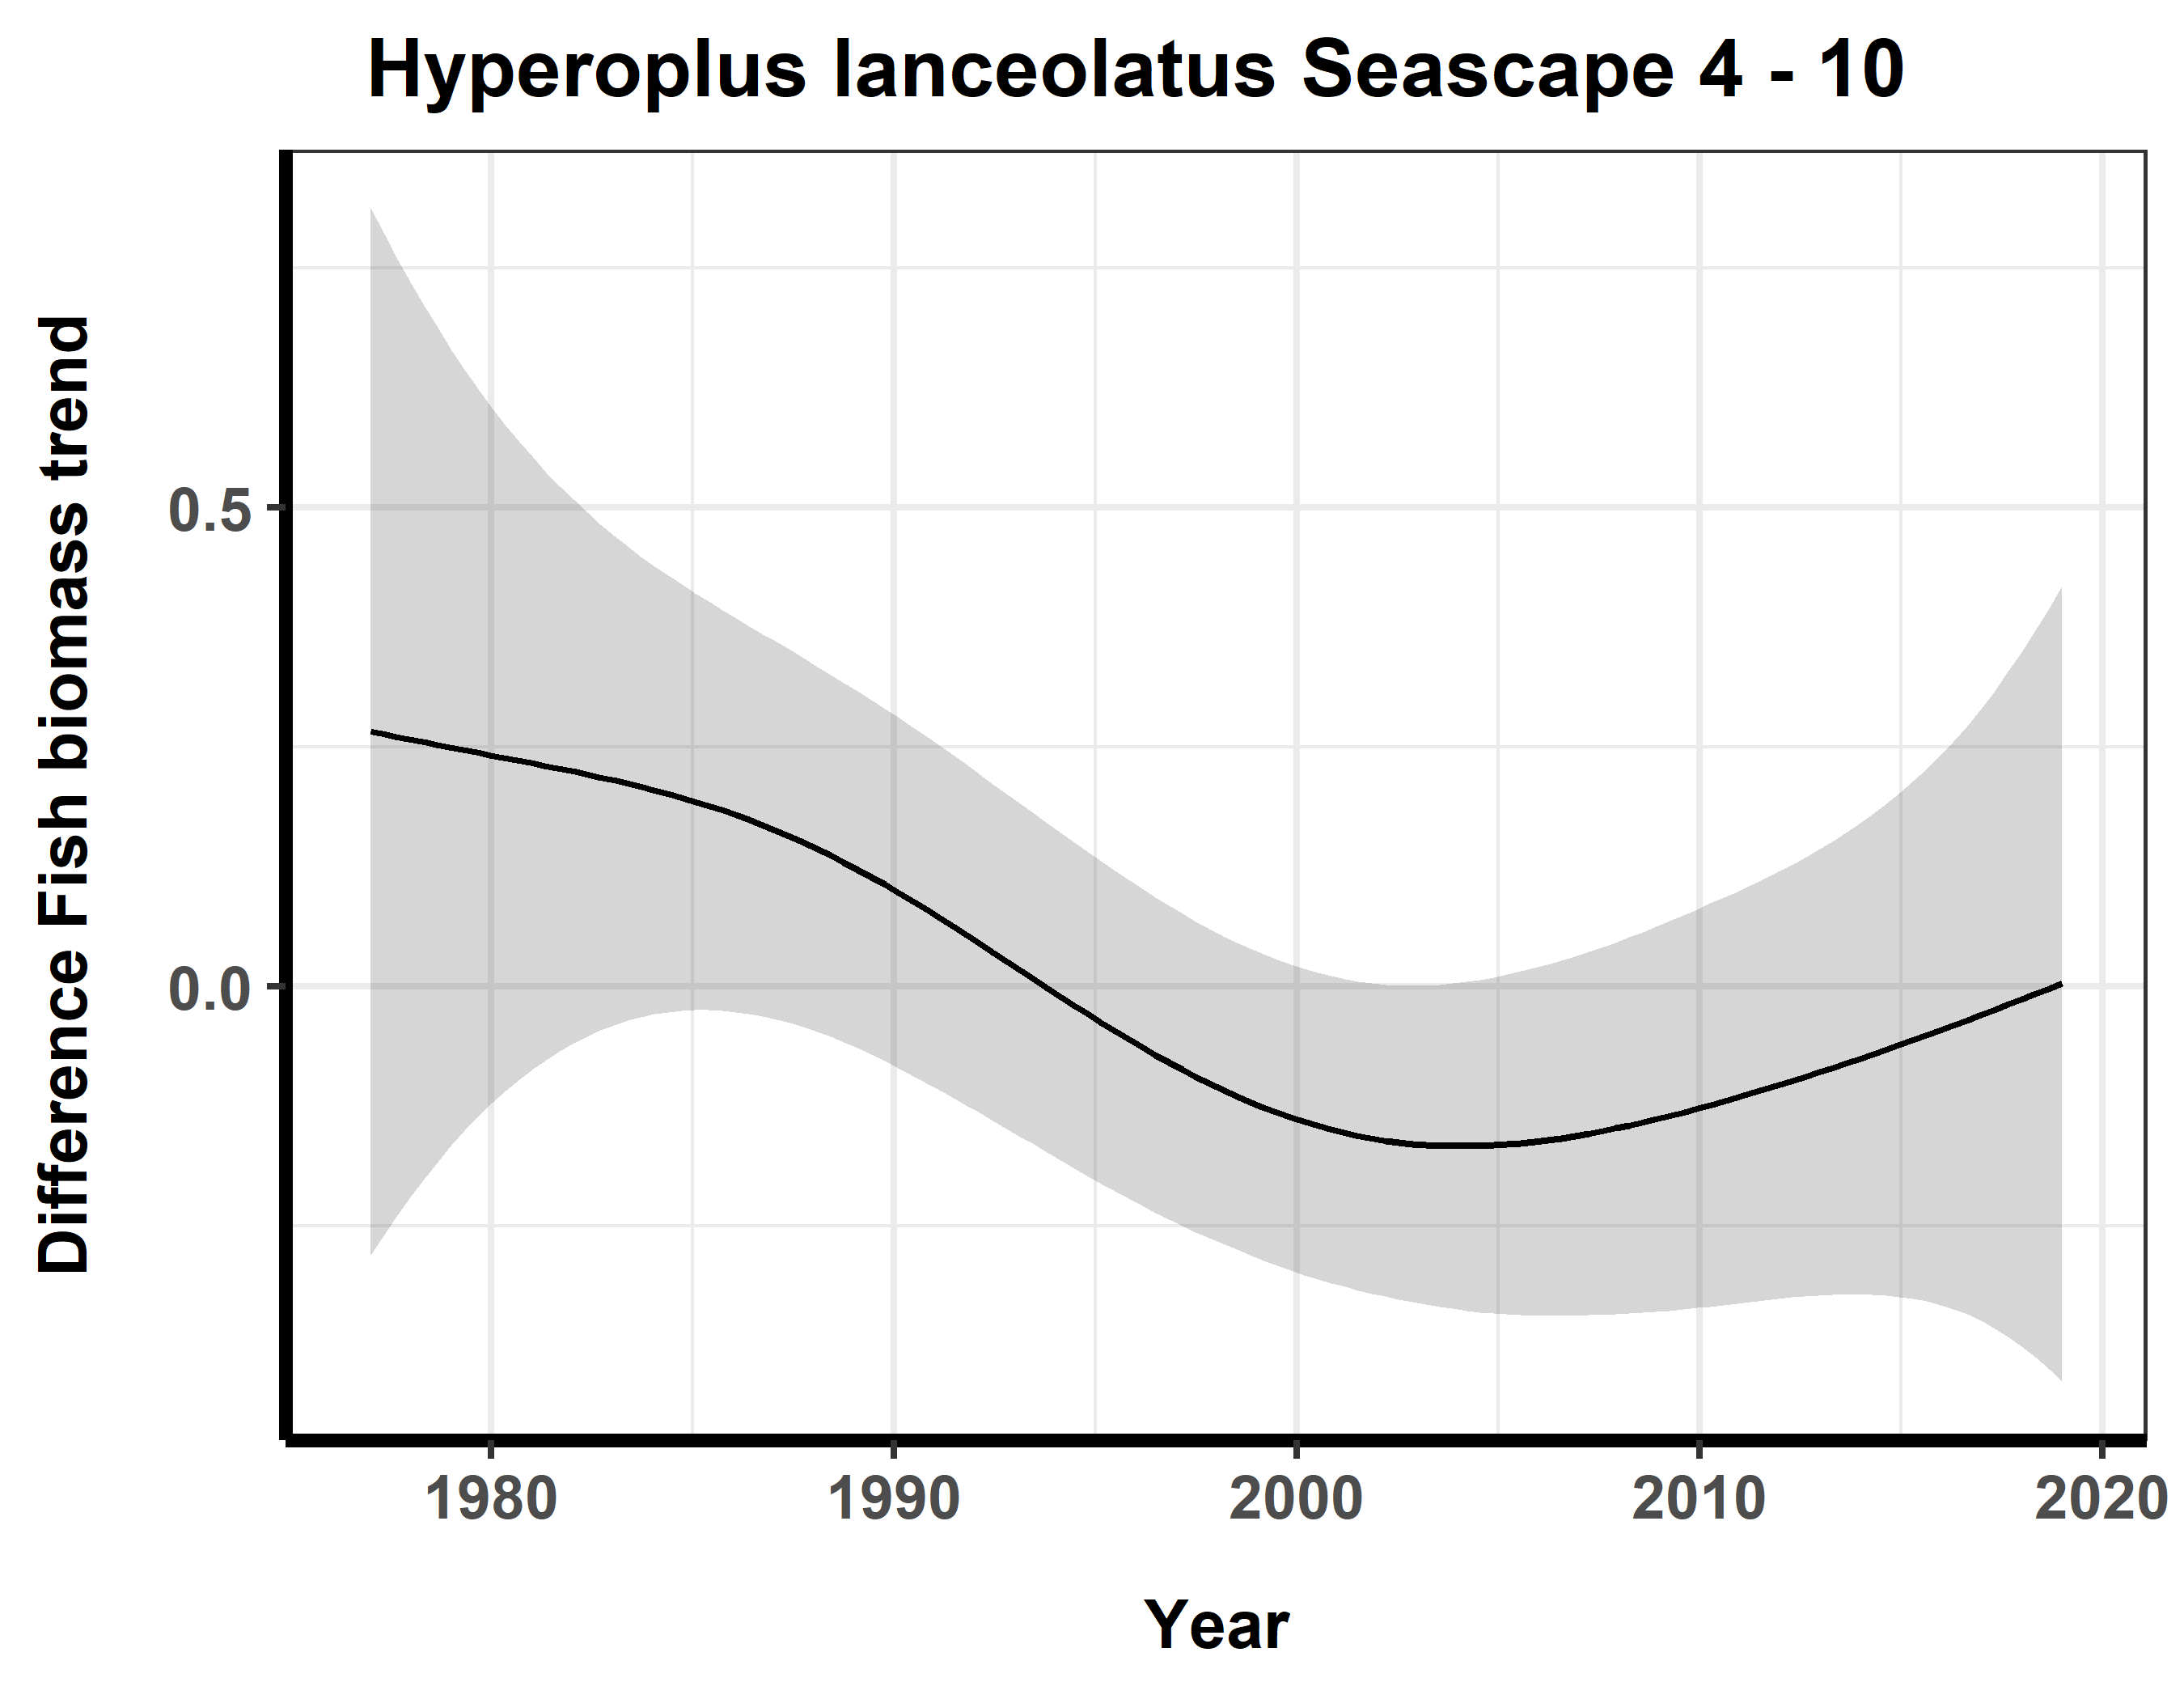 Hyperoplus lanceolatus Seascape 4 - 10
Difference Fish biomass trend
0.5
0.0
1980 1990 2000 2010 2020
Year